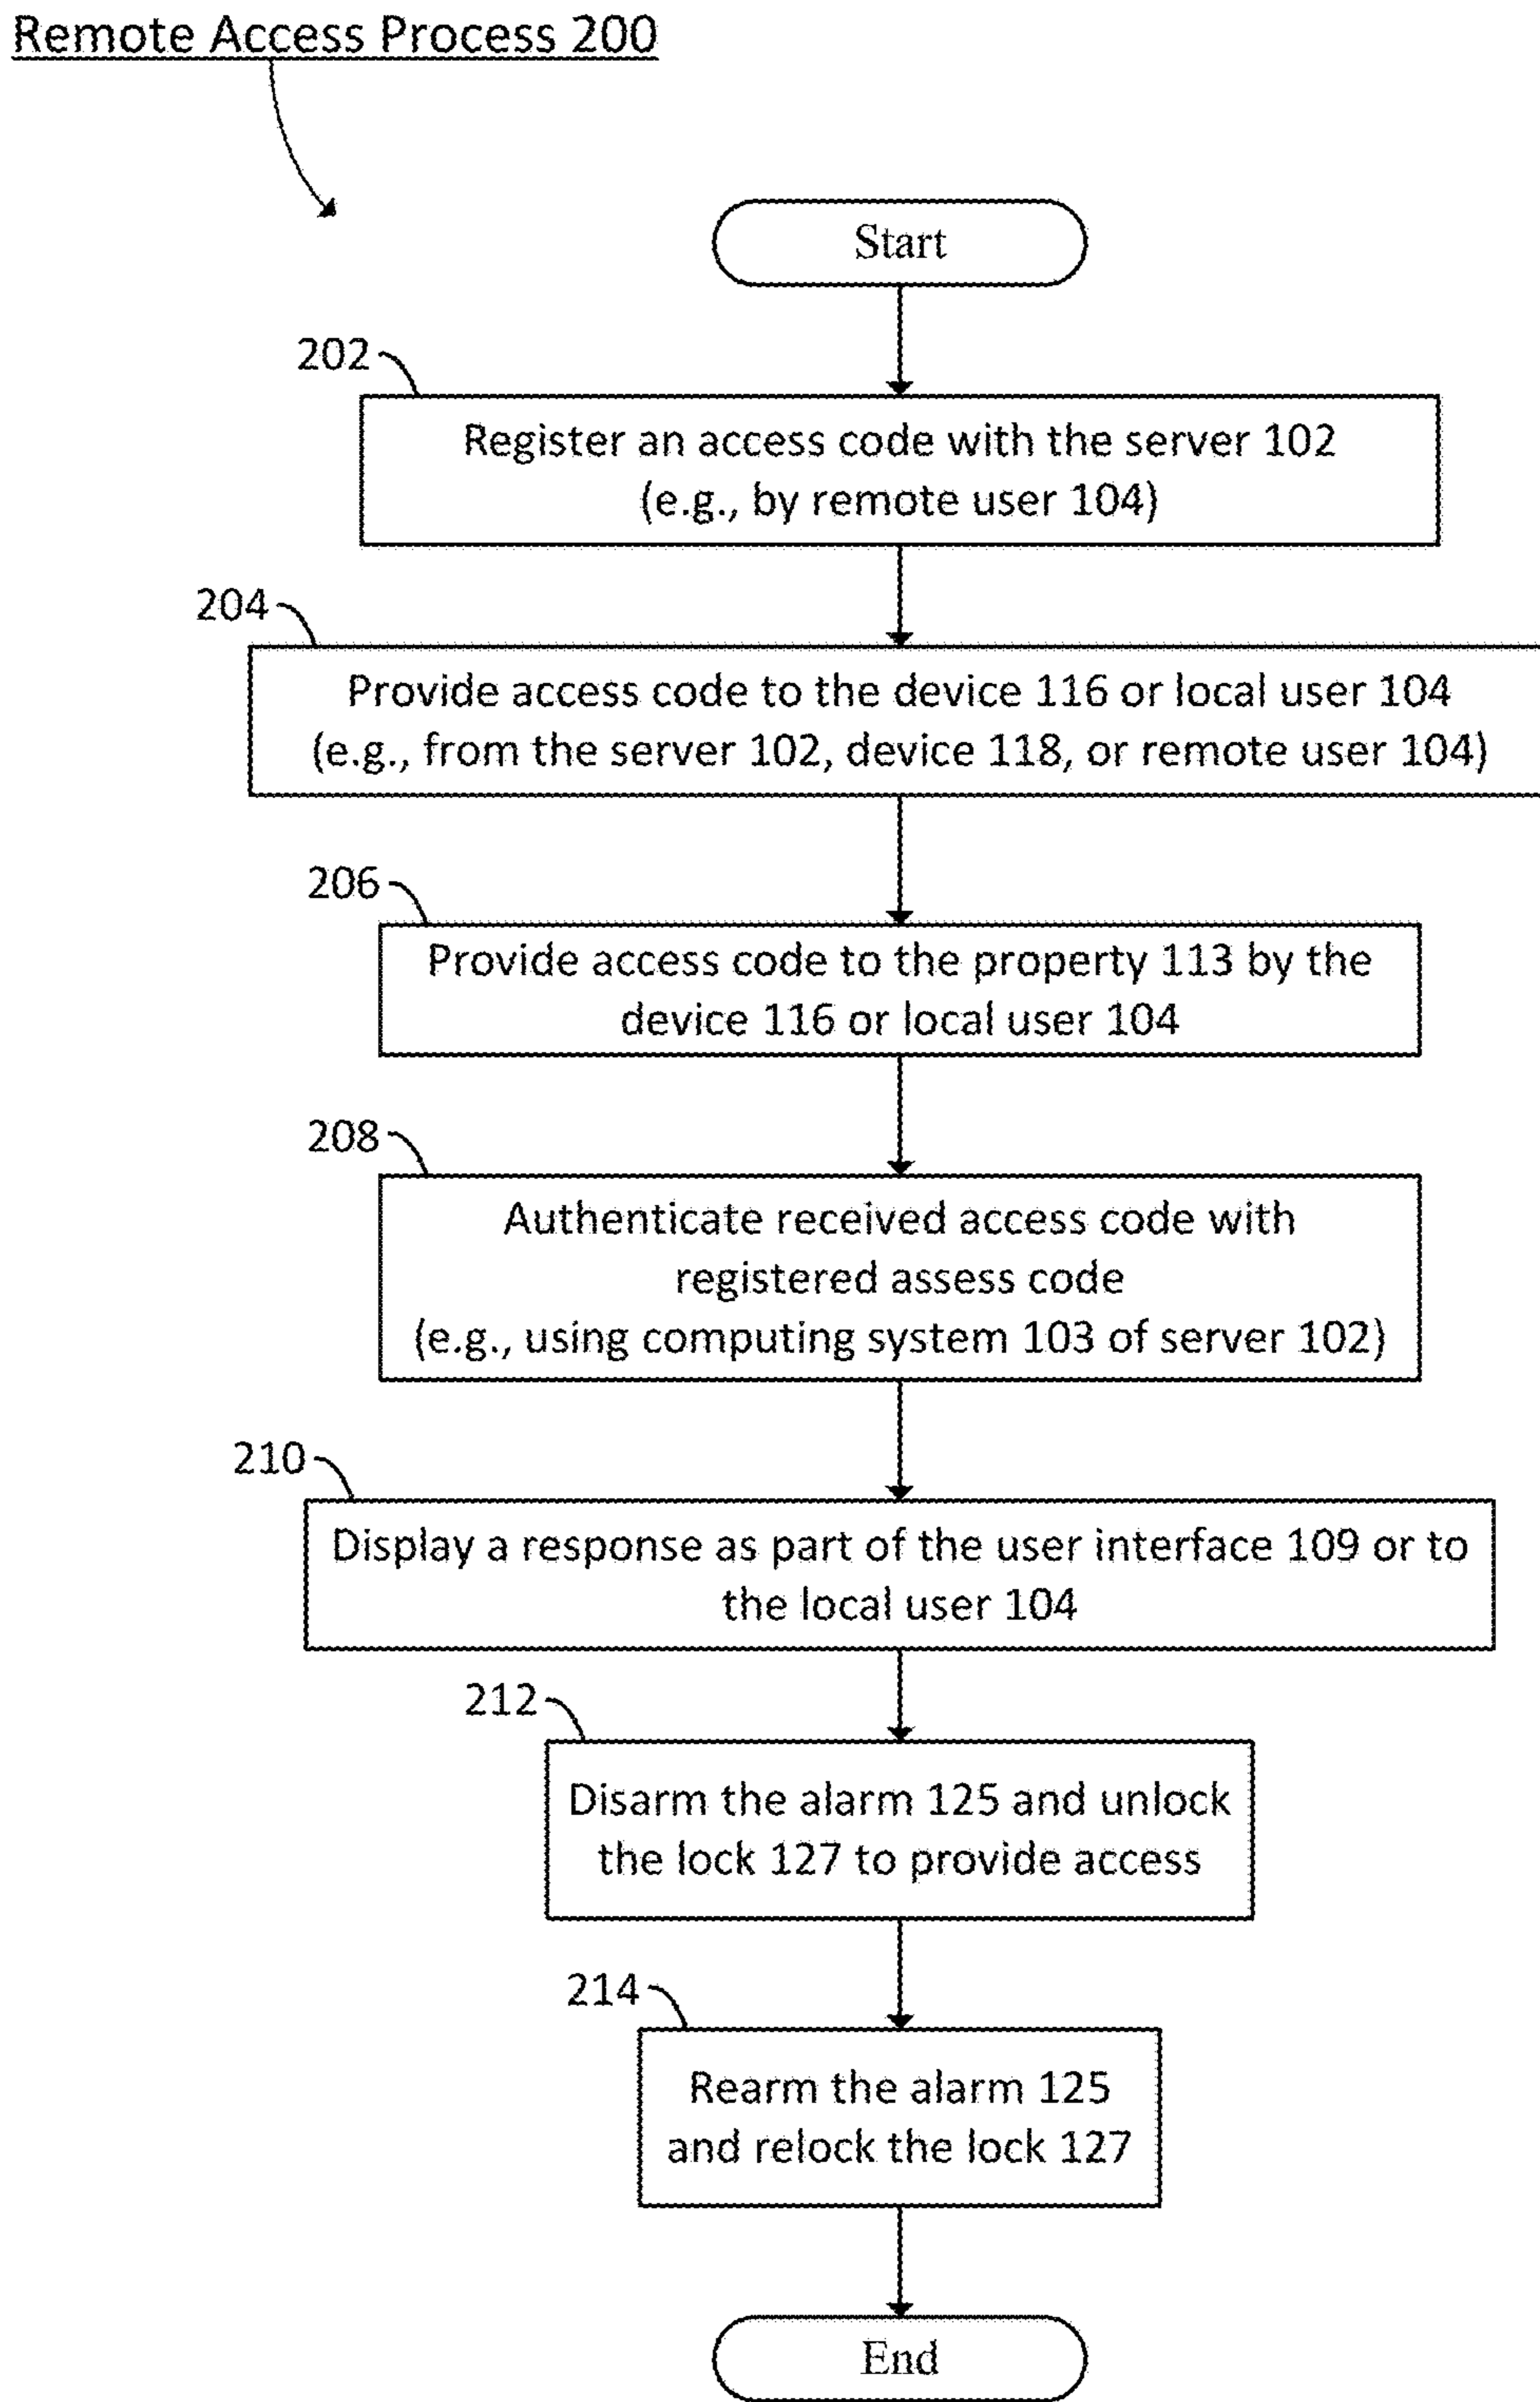 Remote Access Process 200
Start
202
Register an access code with the server 102
(e.g., by remote user 104)
204
Provide access code to the device 116 or local user 104
(e.g., from the server 102, device 118, or remote user 104)
206
Provide access code to the property 113 by the
device 116 or local user 104
208
Authenticate received access code with
registered assess code
(e.g., using computing system 103 of server 102)
210
Display a response as part of the user interface 109 or to
the local user 104
212
Disarm the alarm 125 and unlock
the lock 127 to provide access
214
Rearm the alarm 125
and relock the lock 127
End